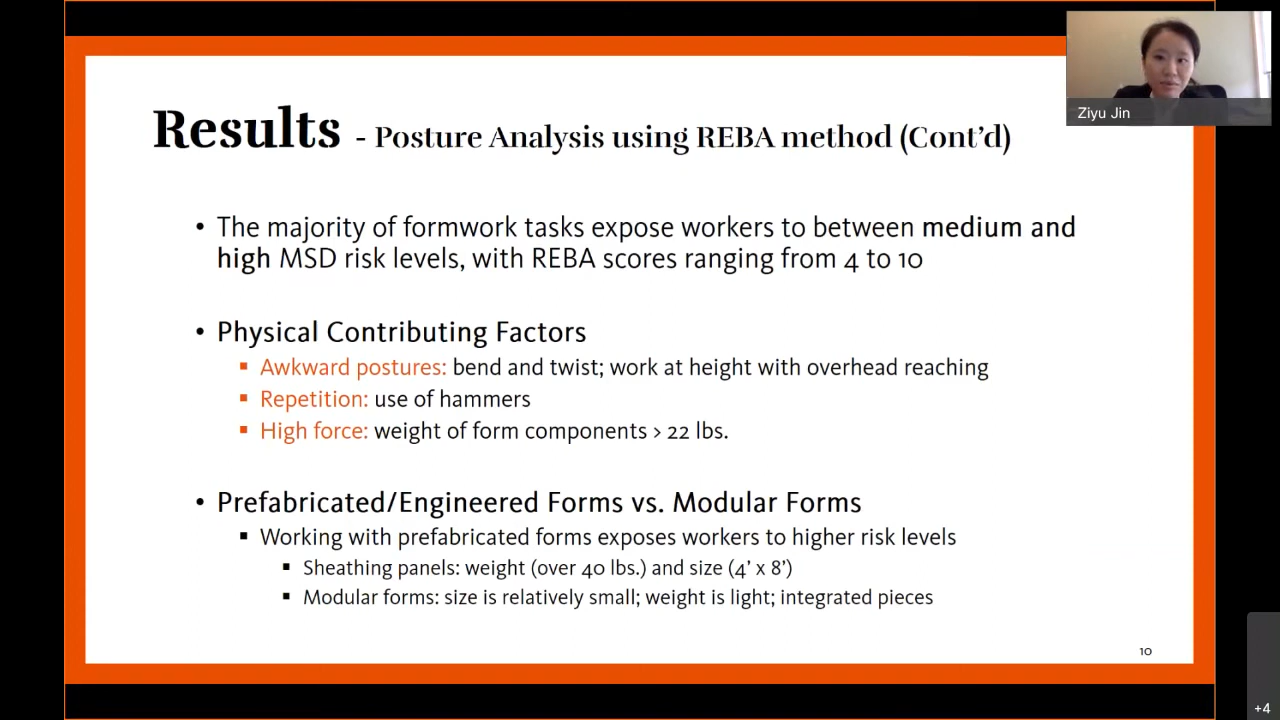 Ziyu Jin
Results - Posture Analysis using REBA method (Cont’d)
• The majority of formwork tasks expose workers to between medium and
high MSD risk levels, with REBA scores ranging from 4 to 10
• Physical Contributing Factors
▪ Awkward postures: bend and twist; work at height with overhead reaching
▪ Repetition: use of hammers
▪ High force: weight of form components > 22 lbs.
• Prefabricated/Engineered Forms vs. Modular Forms
▪ Working with prefabricated forms exposes workers to higher risk levels
▪ Sheathing panels: weight (over 40 lbs.) and size (4’ x 8’)
▪ Modular forms: size is relatively small; weight is light; integrated pieces
10
+4